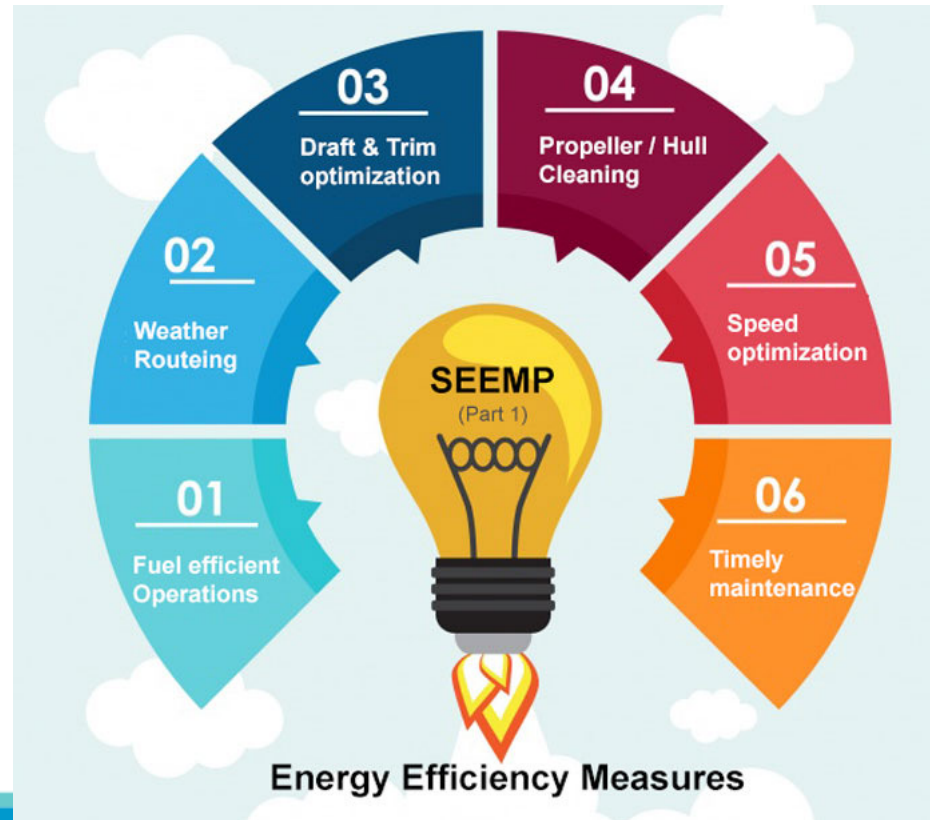 03
Draft & Trim
optimization
04
Propeller / Hull
Cleaning
02
Weather
Routeing
05
Speed
optimization
SEEMP
(Part 1)
01
Fuel efficient
Operations
06
Timely
maintenance
Energy Efficiency Measures